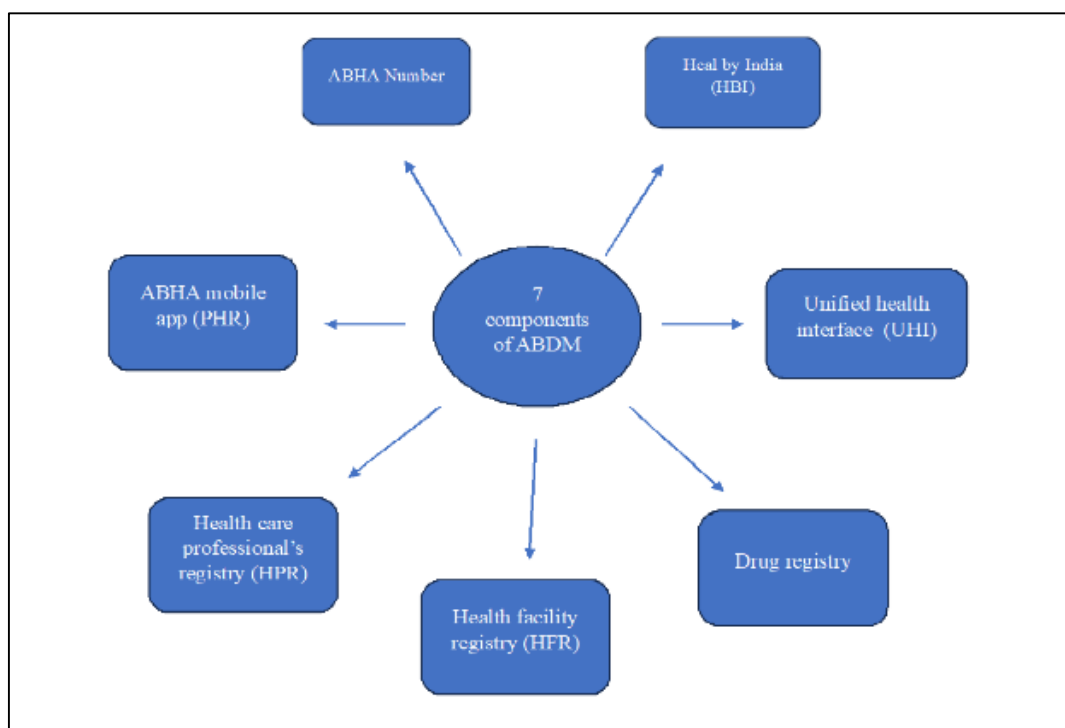 ABHA Number
Heal by India
(HBI)
ABHA mobile
app (PHR)
7
components
of ABDM
Unified health
interface (UHI)
Health care
professional’s
registry (HPR)
Health facility
registry (HFR)
Drug registry